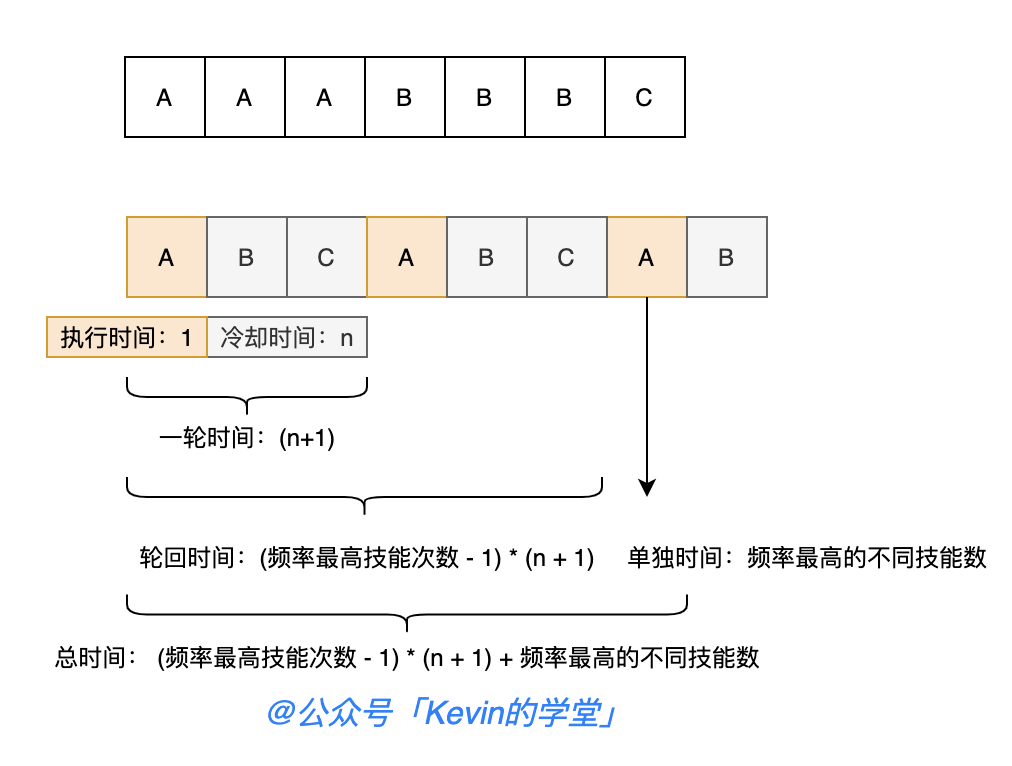 A A A B B B C
A B C A B C A B
执行时间：1 冷却时间：n
一轮时间：(n+1)
轮回时间：(频率最高技能次数 - 1) * (n + 1) 单独时间：频率最高的不同技能数
总时间： (频率最高技能次数 - 1) * (n + 1) + 频率最高的不同技能数
@公众号「Kevin的学堂」